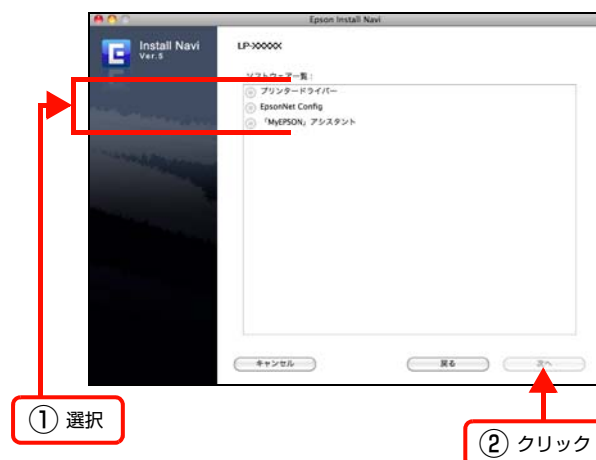 Epson Install Navi
Install Navi
Ver.5
LP-XXXXX
ソフトウェア一覧：
プリンタードライバー
EpsonNet Config
「MyEPSON」アシスタント
キャンセル
戻る
次へ
① 選択
② クリック